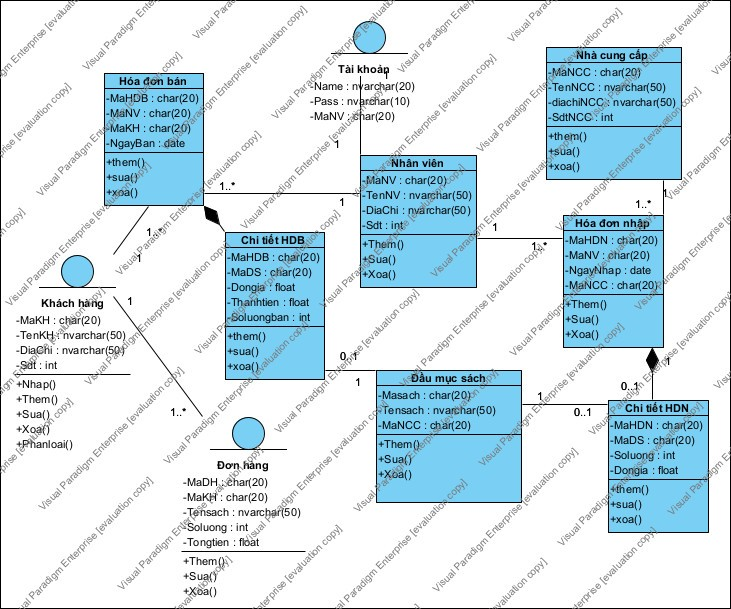 Tài khoản
-Name : nvarchar(20)
-Pass : nvarchar(10)
-MaNV : char(20)
Hóa đơn bán
-MaHDB : char(20)
-MaNV : char(20)
-MaKH : char(20)
-NgayBan : date
+them()
+sua()
+xoa()
Nhà cung cấp
-MaNCC : char(20)
-TenNCC : nvarchar(50)
-diachiNCC : nvarchar(50)
-SdtNCC : int
+them()
+sua()
+xoa()
1
1
Nhân viên
-MaNV : char(20)
-TenNV : nvarchar(50)
-DiaChi : nvarchar(50)
-Sdt : int
+Them()
+Sua()
+Xoa()
1..*
1
1
1..*
1
1..*
Hóa đơn nhập
-MaHDN : char(20)
-MaNV : char(20)
-NgayNhap : date
-MaNCC : char(20)
+Them()
+Sua()
+Xoa()
1..*
1
Chi tiết HDB
-MaHDB : char(20)
-MaDS : char(20)
-Dongia : float
-Thanhtien : float
-Soluongban : int
+them()
+sua()
+xoa()
Khách hàng
-MaKH : char(20)
-TenKH : nvarchar(50)
-DiaChi : nvarchar(50)
-Sdt : int
+Nhap()
+Them()
+Sua()
+Xoa()
+Phanloai()
1
1..*
0..1
1
Đầu mục sách
-Masach : char(20)
-Tensach : nvarchar(50)
-MaNCC : char(20)
+Them()
+Sua()
+Xoa()
1
0..1
1
0..1
Chi tiết HDN
-MaHDN : char(20)
-MaDS : char(20)
-Soluong : int
-Dongia : float
+them()
+sua()
+xoa()
Đơn hàng
-MaDH : char(20)
-MaKH : char(20)
-Tensach : nvarchar(50)
-Soluong : int
-Tongtien : float
+Them()
+Sua()
+Xoa()
Visual Paradigm Enterprise [evaluation copy]